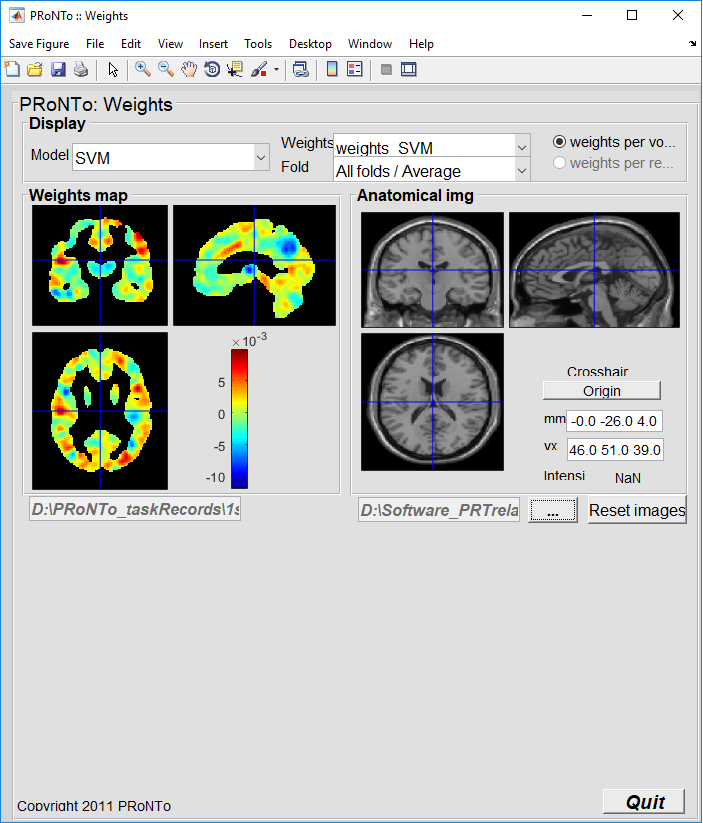 PRoNTo :: Weights
Save Figure File Edit View Insert Tools Desktop Window Help
PRoNTo: Weights
Display
Model SVM
Weights weights_SVM
Fold All folds / Average
weights per vo...
weights per re...
Weights map
Anatomical img
×10⁻³
5
0
-5
-10
Crosshair
Origin
mm -0.0 -26.0 4.0
vx 46.0 51.0 39.0
Intensi NaN
D:\PRoNTo_taskRecords\1s
D:\Software_PRTrela
...
Reset images
Copyright 2011 PRoNTo
Quit